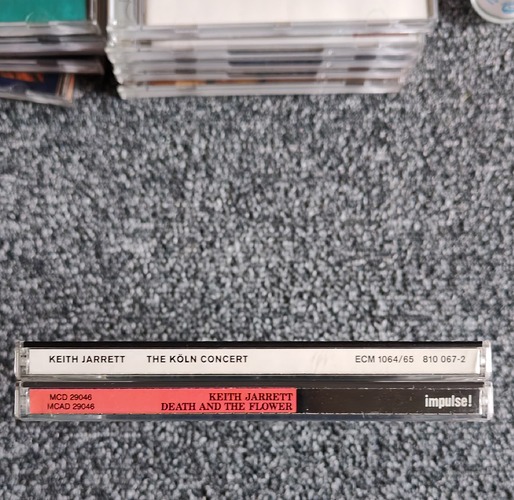 KEITH JARRETT THE KÖLN CONCERT ECM 1064/65 810 067-2
MCD 29046 KEITH JARRETT
MCAD 29046 DEATH AND THE FLOWER impulse!